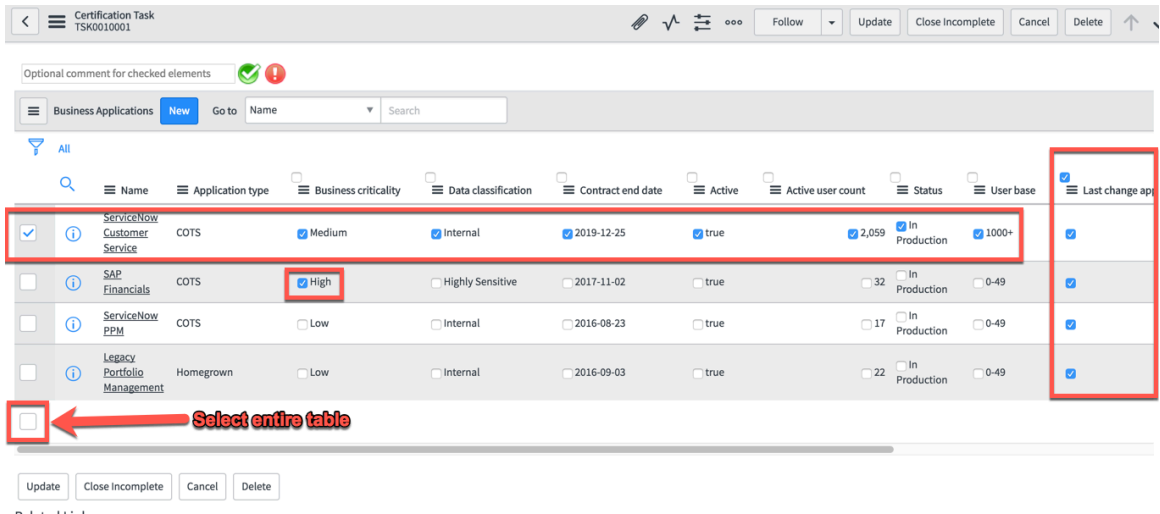 Certification Task
TSK0010001
Follow
Update
Close Incomplete
Cancel
Delete
Optional comment for checked elements
Business Applications
New
Go to
Name
Search
All
Name
Application type
Business criticality
Data classification
Contract end date
Active
Active user count
Status
User base
Last change app
ServiceNow
Customer
Service
COTS
Medium
Internal
2019-12-25
true
2,059
In
Production
1000+
SAP
Financials
COTS
High
Highly Sensitive
2017-11-02
true
32
In
Production
0-49
ServiceNow
PPM
COTS
Low
Internal
2016-08-23
true
17
In
Production
0-49
Legacy
Portfolio
Management
Homegrown
Low
Internal
2016-09-03
true
22
In
Production
0-49
Select entire table
Update
Close Incomplete
Cancel
Delete